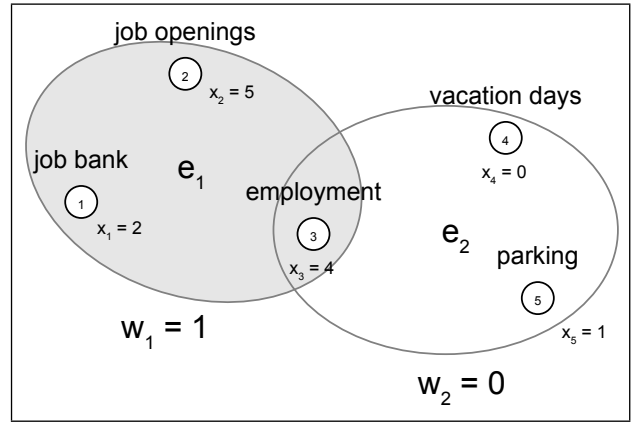 job openings
2
x₂ = 5
vacation days
4
x₄ = 0
job bank
e₁
1
x₁ = 2
employment
3
x₃ = 4
e₂
parking
5
x₅ = 1
w₁ = 1
w₂ = 0